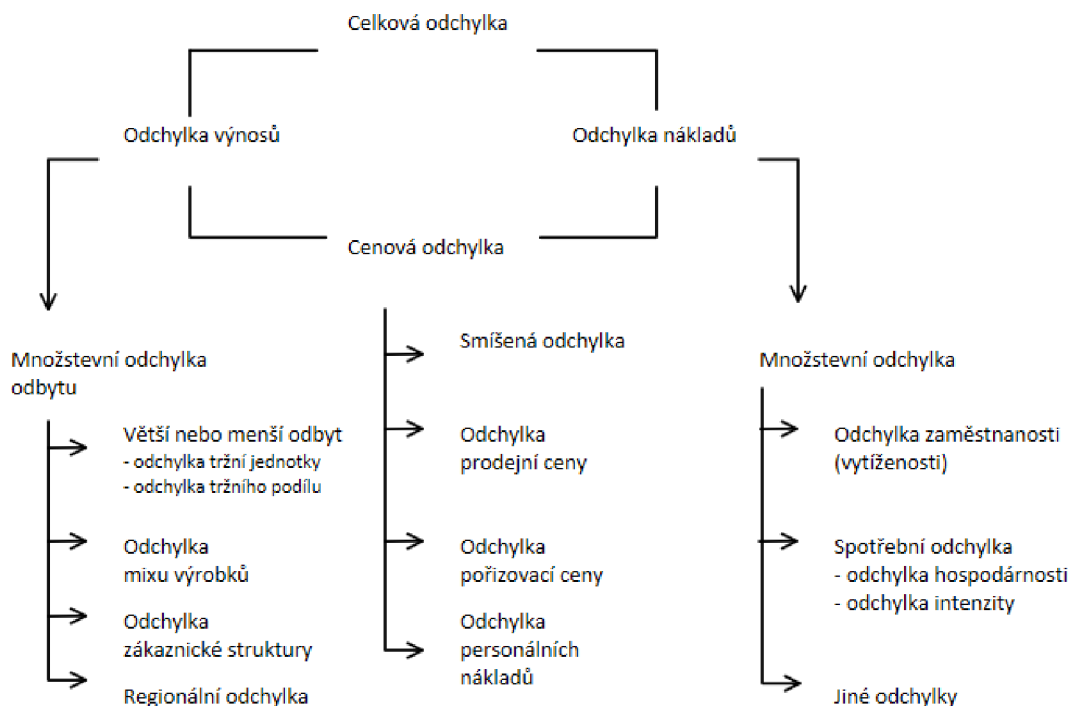 Celková odchylka
Odchylka výnosů
Odchylka nákladů
Cenová odchylka
Množstevní odchylka
odbytu
Větší nebo menší odbyt
- odchylka tržní jednotky
- odchylka tržního podílu
Odchylka
mixu výrobků
Odchylka
zákaznické struktury
Regionální odchylka
Smíšená odchylka
Odchylka
prodejní ceny
Odchylka
pořizovací ceny
Odchylka
personálních
nákladů
Množstevní odchylka
Odchylka zaměstnanosti
(vytíženosti)
Spotřební odchylka
- odchylka hospodárnosti
- odchylka intenzity
Jiné odchylky